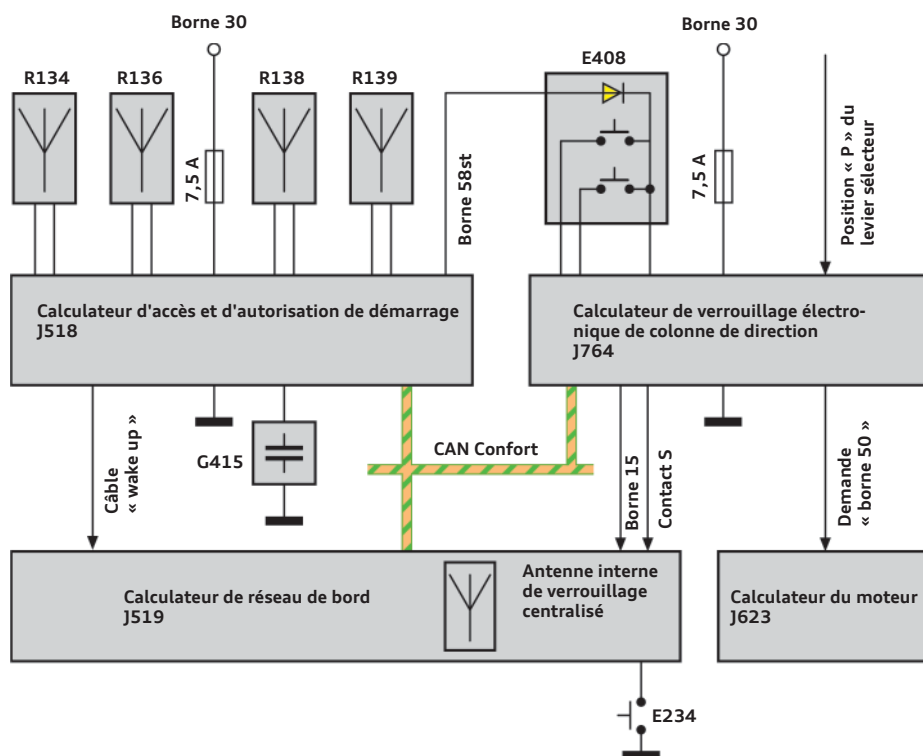 Borne 30
Borne 30
R134
R136
R138
R139
E408
7,5 A
Borne 58st
7,5 A
Position « P » du
levier sélecteur
Calculateur d'accès et d'autorisation de démarrage
J518
Calculateur de verrouillage électro-
nique de colonne de direction
J764
Câble
« wake up »
G415
CAN Confort
Borne 15
Contact S
Demande
« borne 50 »
Calculateur de réseau de bord
J519
Antenne interne
de verrouillage
centralisé
Calculateur du moteur
J623
E234